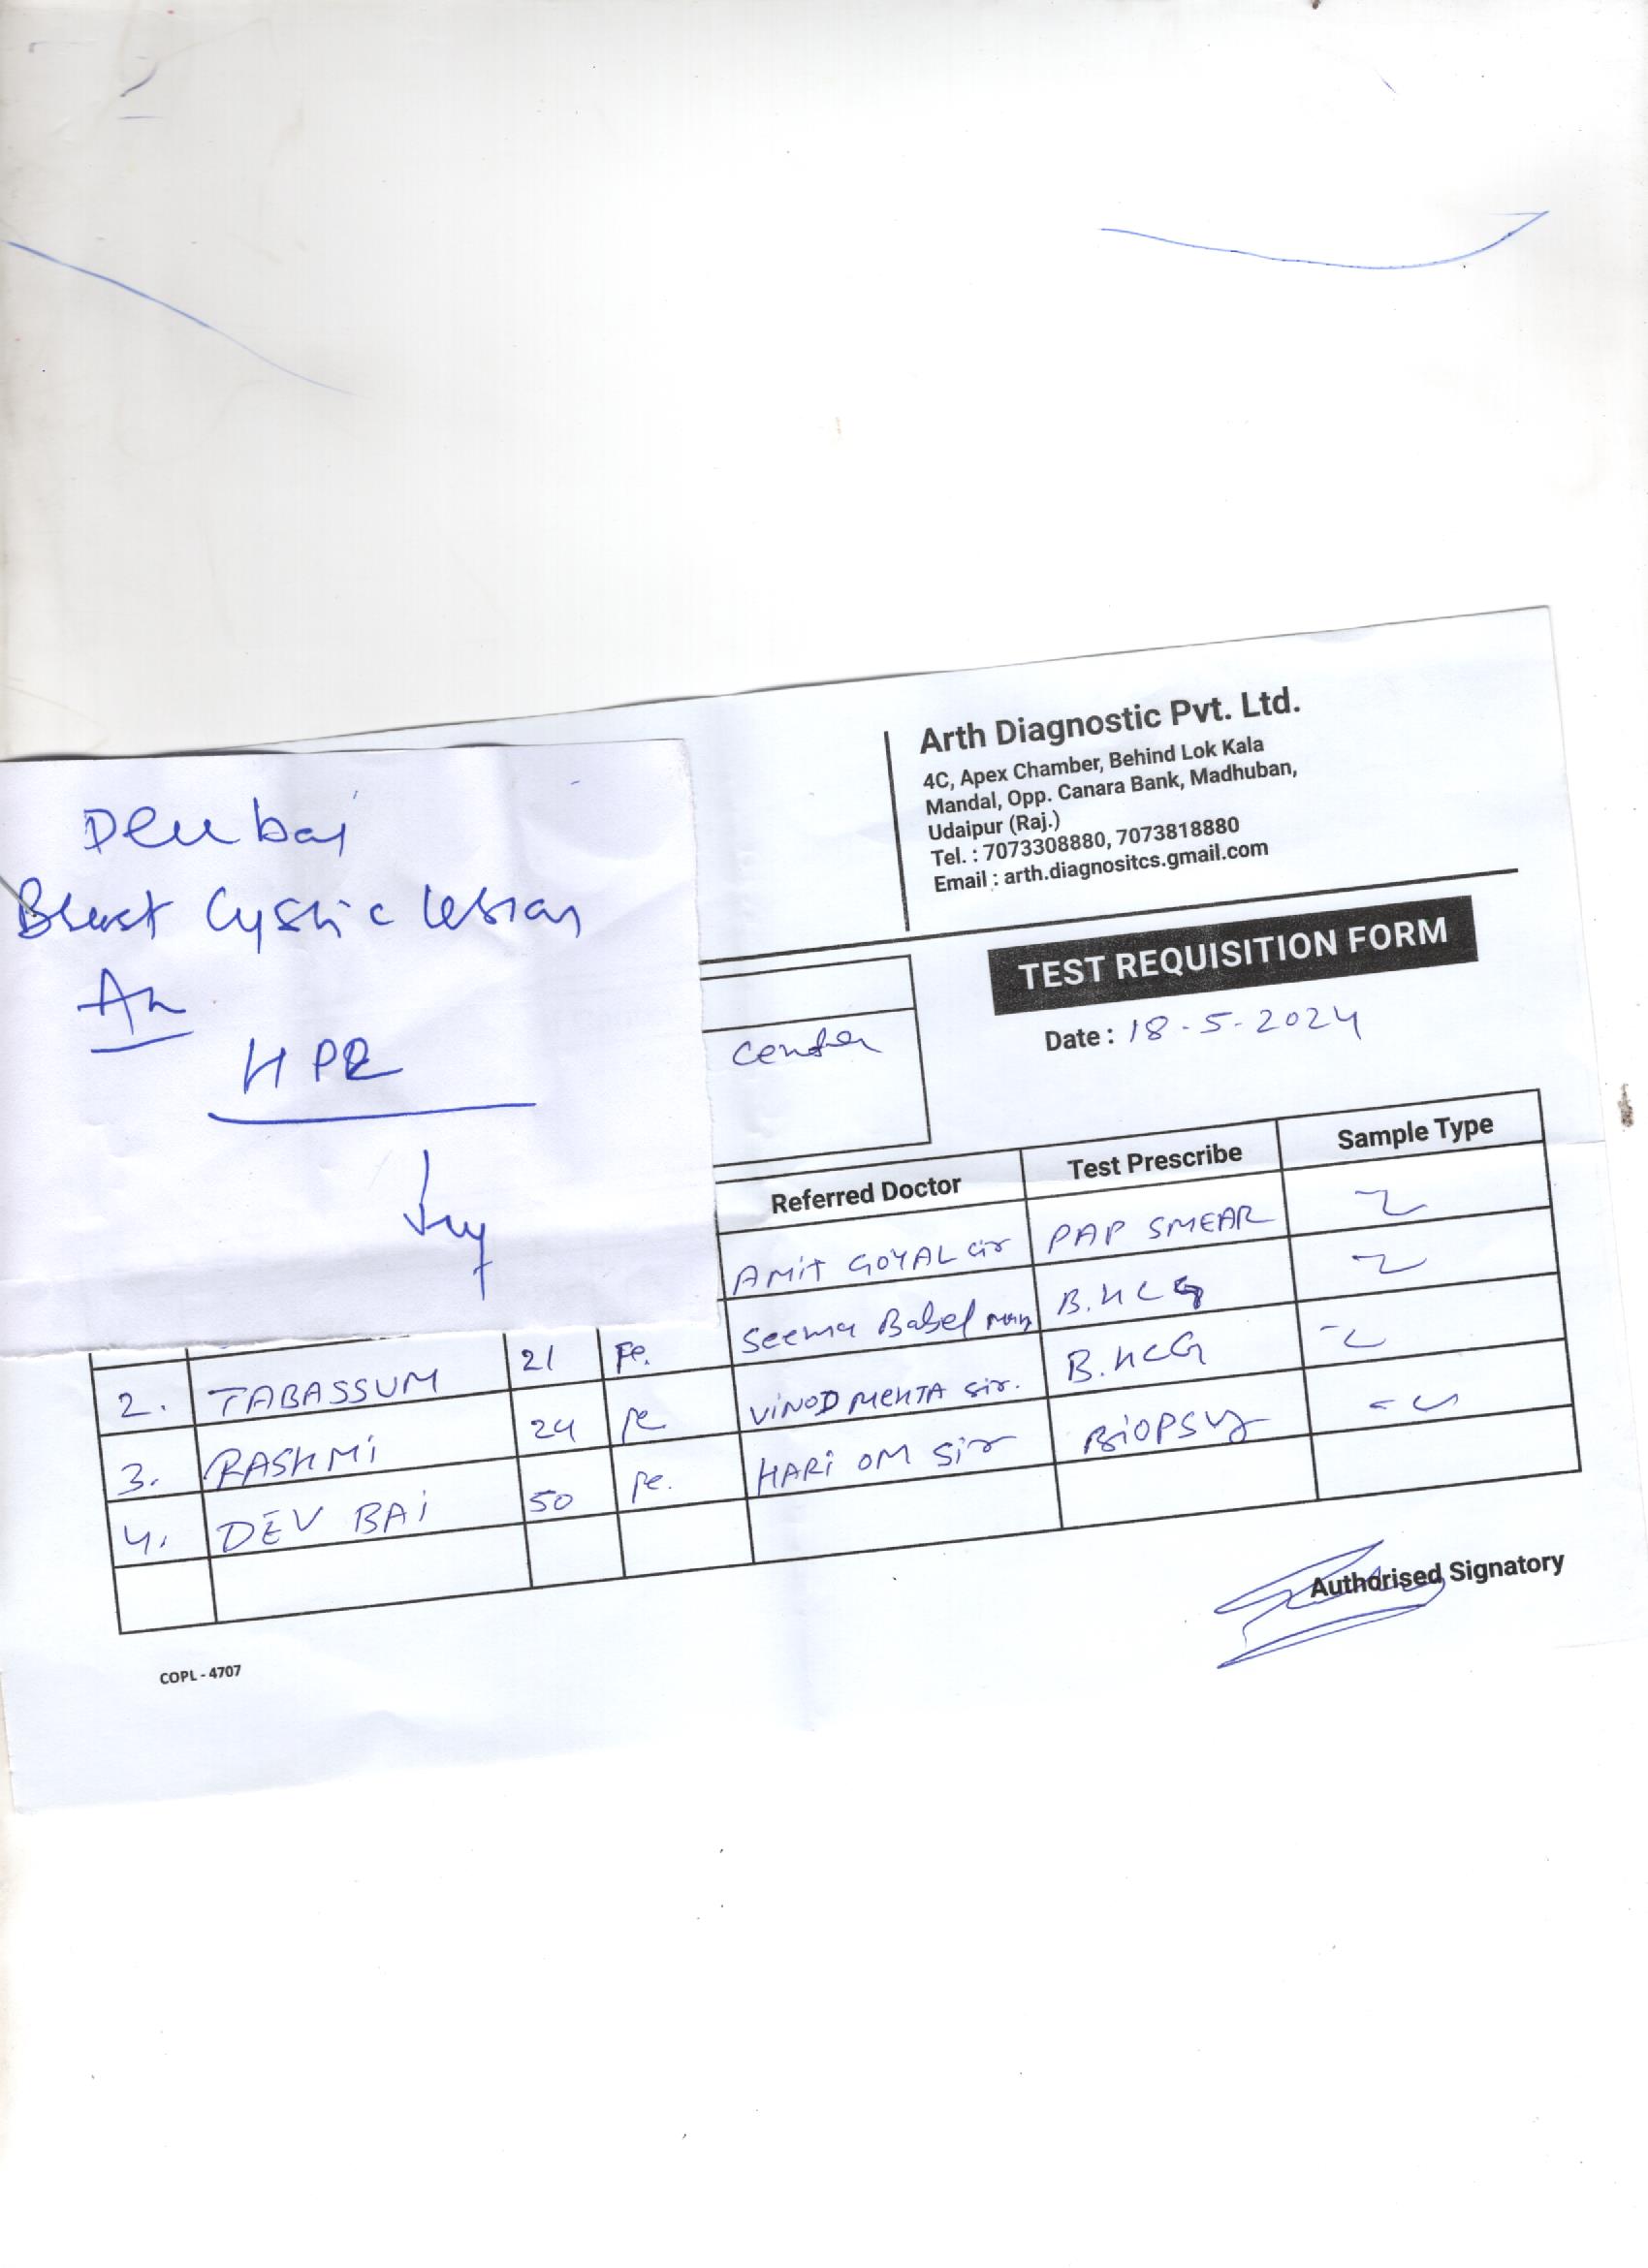 Arth Diagnostic Pvt. Ltd.
4C, Apex Chamber, Behind Lok Kala
Mandal, Opp. Canara Bank, Madhuban,
Udaipur (Raj.)
Tel. : 7073308880, 7073818880
Email : arth.diagnositcs.gmail.com
TEST REQUISITION FORM
Date : 18-5-2024
Center
Breast Cystic lesion
HPR
Referred Doctor Test Prescribe Sample Type
AMIT GOYAL sir PAP SMEAR
Seema Babel mam B.HCG
2. TABASSUM 21 Fe. VINOD MEHTA sir. B.HCG
3. RASHMI 24 Fe HARI OM Sir BIOPSY
4. DEV BAI 50 Fe.
Authorised Signatory
COPL - 4707